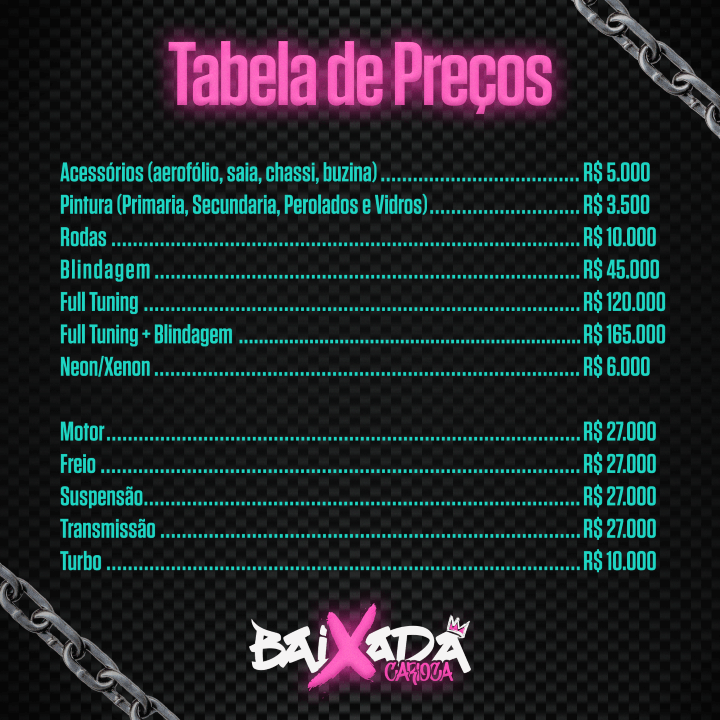 Tabela de Preços
Acessórios (aerofólio, saia, chassi, buzina) ...................................... R$ 5.000
Pintura (Primaria, Secundaria, Perolados e Vidros)............................. R$ 3.500
Rodas .......................................................................................... R$ 10.000
Blindagem .................................................................................. R$ 45.000
Full Tuning .................................................................................... R$ 120.000
Full Tuning + Blindagem .................................................................. R$ 165.000
Neon/Xenon .................................................................................. R$ 6.000
Motor........................................................................................... R$ 27.000
Freio ............................................................................................ R$ 27.000
Suspensão.................................................................................... R$ 27.000
Transmissão ................................................................................. R$ 27.000
Turbo ........................................................................................... R$ 10.000
BAIXADA
CARIOCA